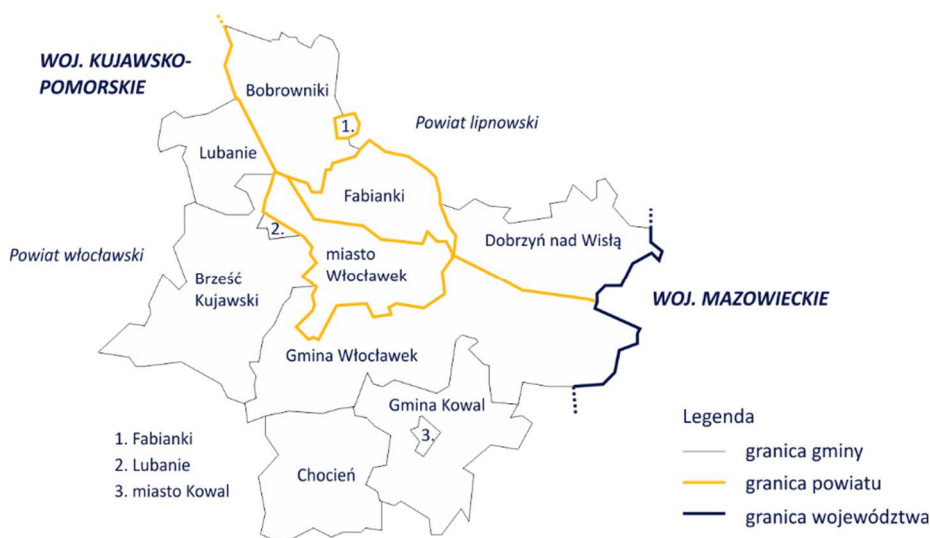 WOJ. KUJAWSKO-
POMORSKIE
Bobrowniki
1.
Powiat lipnowski
Lubanie
Fabianki
2.
Dobrzyń nad Wisłą
Powiat włocławski
miasto
Włocławek
Brześć
Kujawski
WOJ. MAZOWIECKIE
Gmina Włocławek
Gmina Kowal
3.
Chocień
1. Fabianki
2. Lubanie
3. miasto Kowal
Legenda
granica gminy
granica powiatu
granica województwa